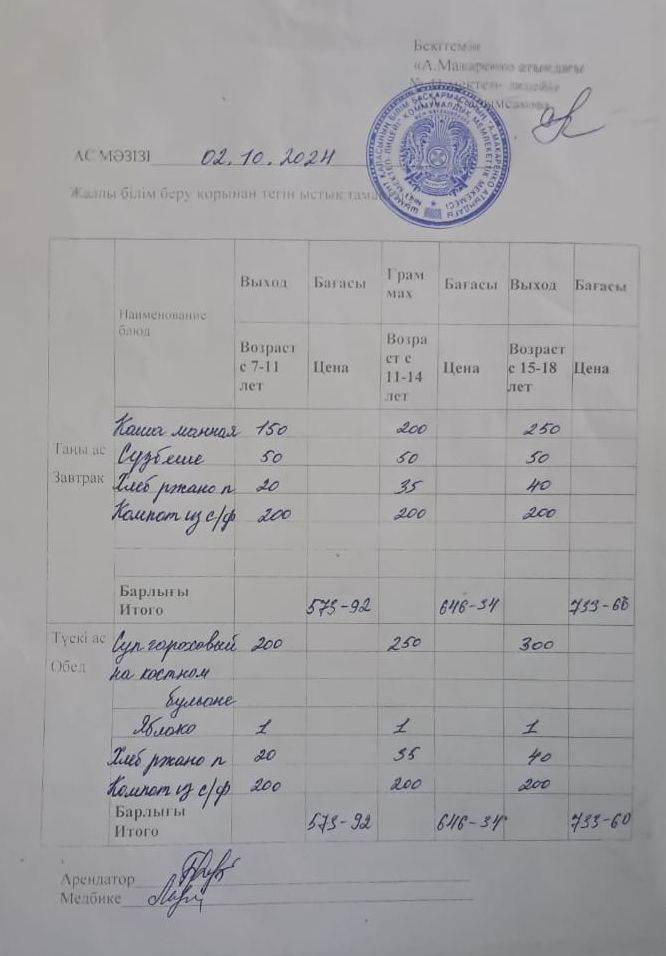 Бекітемін
«А.Макаренко атындағы
АС МӘЗІЗІ 02.10.2024
Жалпы білім беру қорынан тегін ыстық
Наименование блюд Выход Бағасы Грам мах Бағасы Выход Бағасы
Возраст с 7-11 лет Цена Возра ст с 11-14 лет Цена Возраст с 15-18 лет Цена
Таңы ас
Завтрак
Каша манная 150 200 250
Сузбеше 50 50 50
Хлеб ржано п 20 35 40
Компот из с/ф 200 200 200
Барлығы
Итого 573-92 646-34 733-60
Түскі ас
Обед
Суп гороховый 200 250 300
на костном
бульоне
Яблоко 1 1 1
Хлеб ржано п 20 35 40
Компот из с/ф 200 200 200
Барлығы
Итого 573-92 646-34 733-60
Арендатор
Медбике